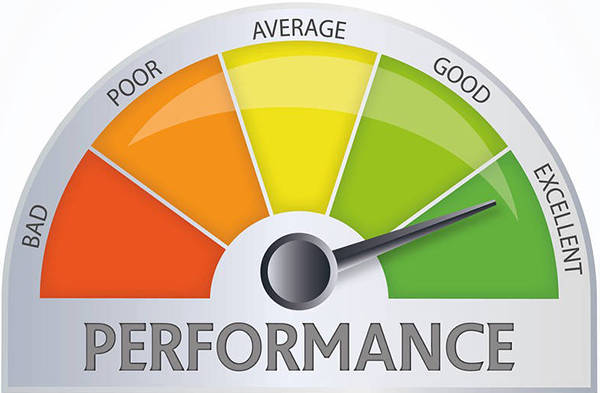 BAD
POOR
AVERAGE
GOOD
EXCELLENT
PERFORMANCE